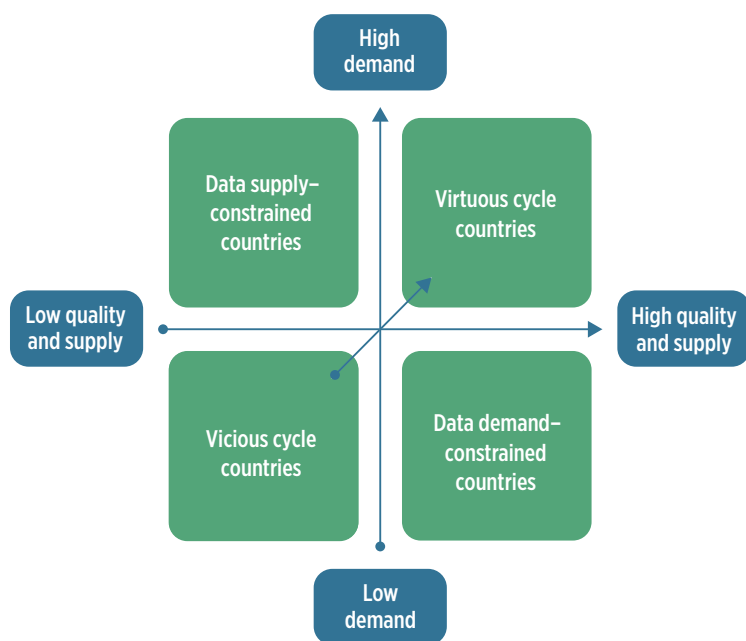 High
demand
Data supply–
constrained
countries
Virtuous cycle
countries
Low quality
and supply
High quality
and supply
Vicious cycle
countries
Data demand–
constrained
countries
Low
demand